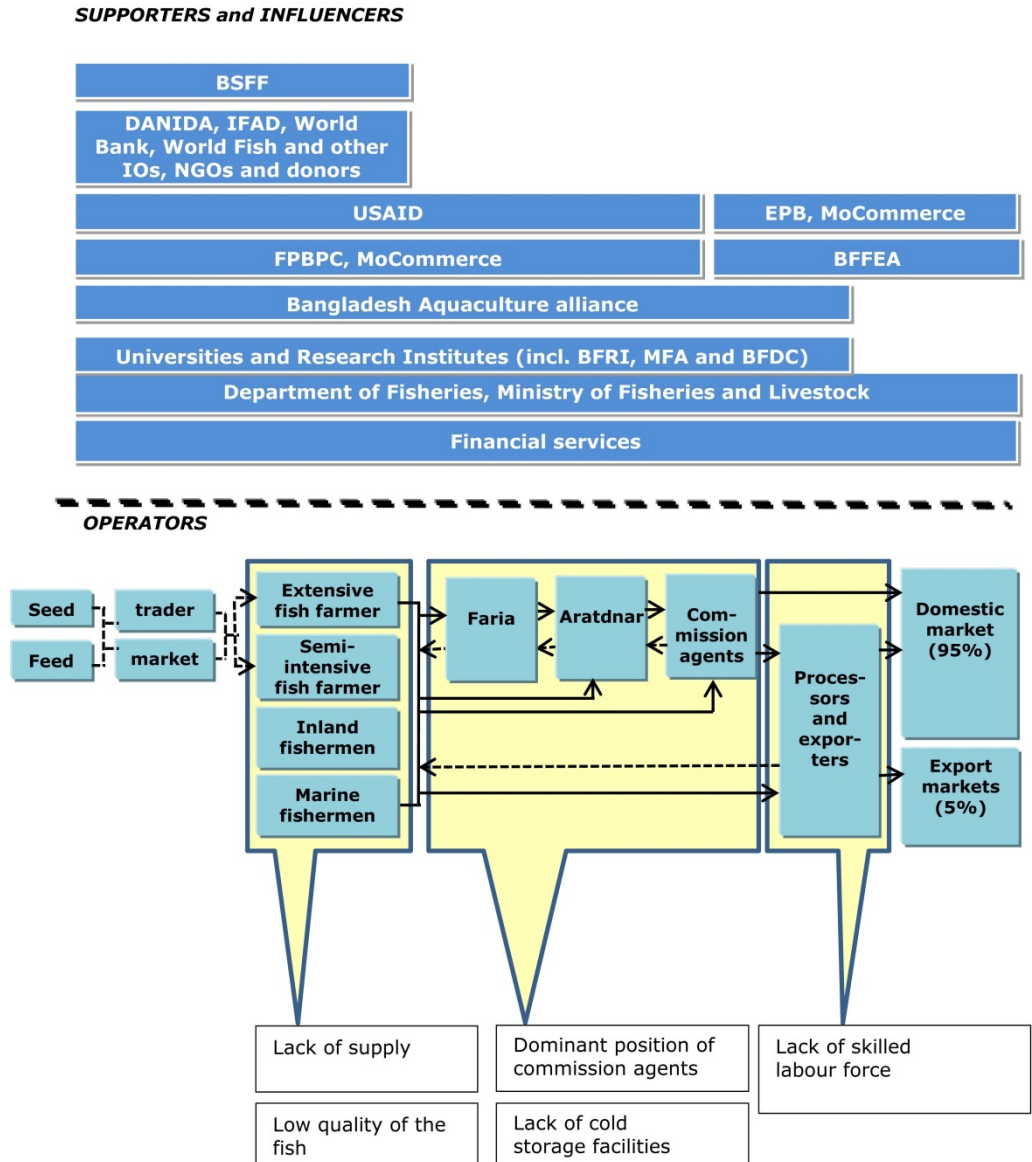 SUPPORTERS and INFLUENCERS
BSFF
DANIDA, IFAD, World
Bank, World Fish and other
IOs, NGOs and donors
USAID
EPB, MoCommerce
FPBPC, MoCommerce
BFFEA
Bangladesh Aquaculture alliance
Universities and Research Institutes (incl. BFRI, MFA and BFDC)
Department of Fisheries, Ministry of Fisheries and Livestock
Financial services
OPERATORS
Seed
Feed
trader
market
Extensive
fish farmer
Semi-
intensive
fish farmer
Inland
fishermen
Marine
fishermen
Faria
Aratdnar
Com-
mission
agents
Proces-
sors
and
expor-
ters
Domestic
market
(95%)
Export
markets
(5%)
Lack of supply
Low quality of the
fish
Dominant position of
commission agents
Lack of cold
storage facilities
Lack of skilled
labour force